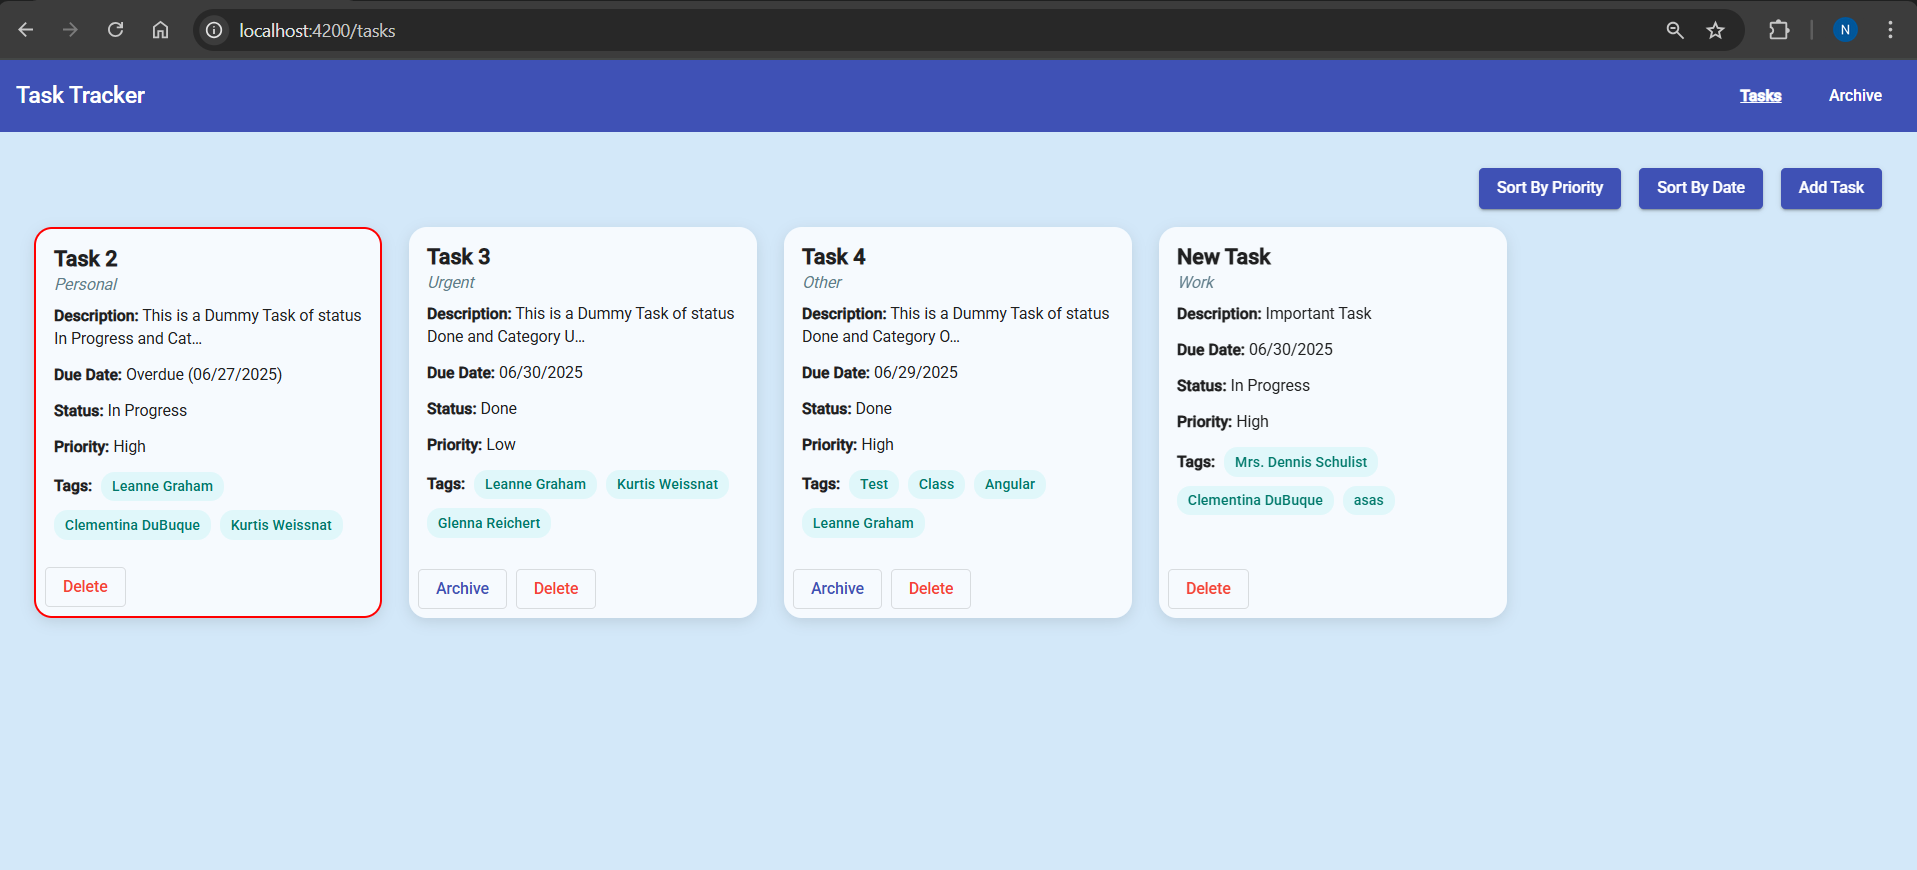 localhost:4200/tasks
N
Task Tracker
Tasks
Archive
Sort By Priority
Sort By Date
Add Task
Task 2
Personal
Description: This is a Dummy Task of status
In Progress and Cat...
Due Date: Overdue (06/27/2025)
Status: In Progress
Priority: High
Tags: Leanne Graham
Clementina DuBuque Kurtis Weissnat
Delete
Task 3
Urgent
Description: This is a Dummy Task of status
Done and Category U...
Due Date: 06/30/2025
Status: Done
Priority: Low
Tags: Leanne Graham Kurtis Weissnat
Glenna Reichert
Archive Delete
Task 4
Other
Description: This is a Dummy Task of status
Done and Category O...
Due Date: 06/29/2025
Status: Done
Priority: High
Tags: Test Class Angular
Leanne Graham
Archive Delete
New Task
Work
Description: Important Task
Due Date: 06/30/2025
Status: In Progress
Priority: High
Tags: Mrs. Dennis Schulist
Clementina DuBuque asas
Delete